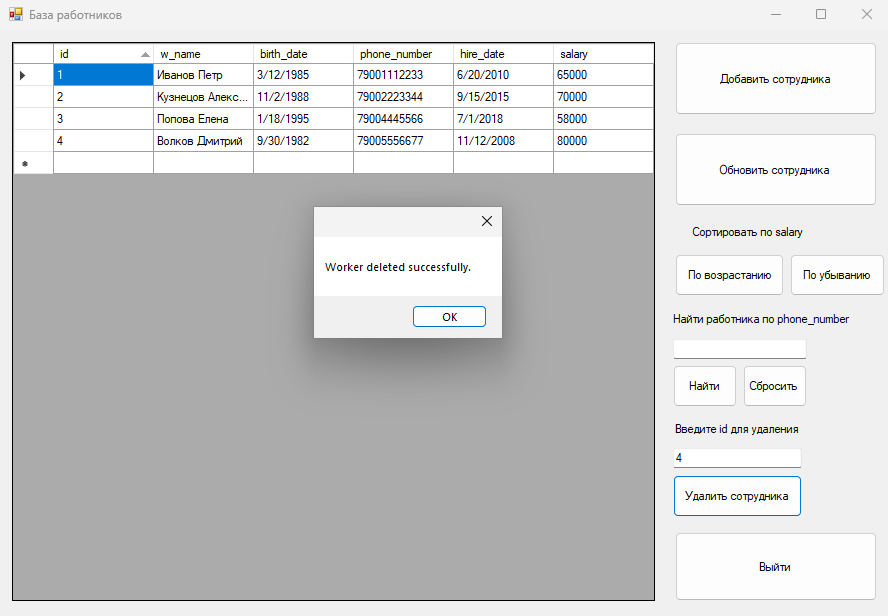 База работников
id w_name birth_date phone_number hire_date salary
1 Иванов Петр 3/12/1985 79001112233 6/20/2010 65000
2 Кузнецов Алекс... 11/2/1988 79002223344 9/15/2015 70000
3 Попова Елена 1/18/1995 79004445566 7/1/2018 58000
4 Волков Дмитрий 9/30/1982 79005556677 11/12/2008 80000
Worker deleted successfully.
OK
Добавить сотрудника
Обновить сотрудника
Сортировать по salary
По возрастанию По убыванию
Найти работника по phone_number
Найти Сбросить
Введите id для удаления
4
Удалить сотрудника
Выйти